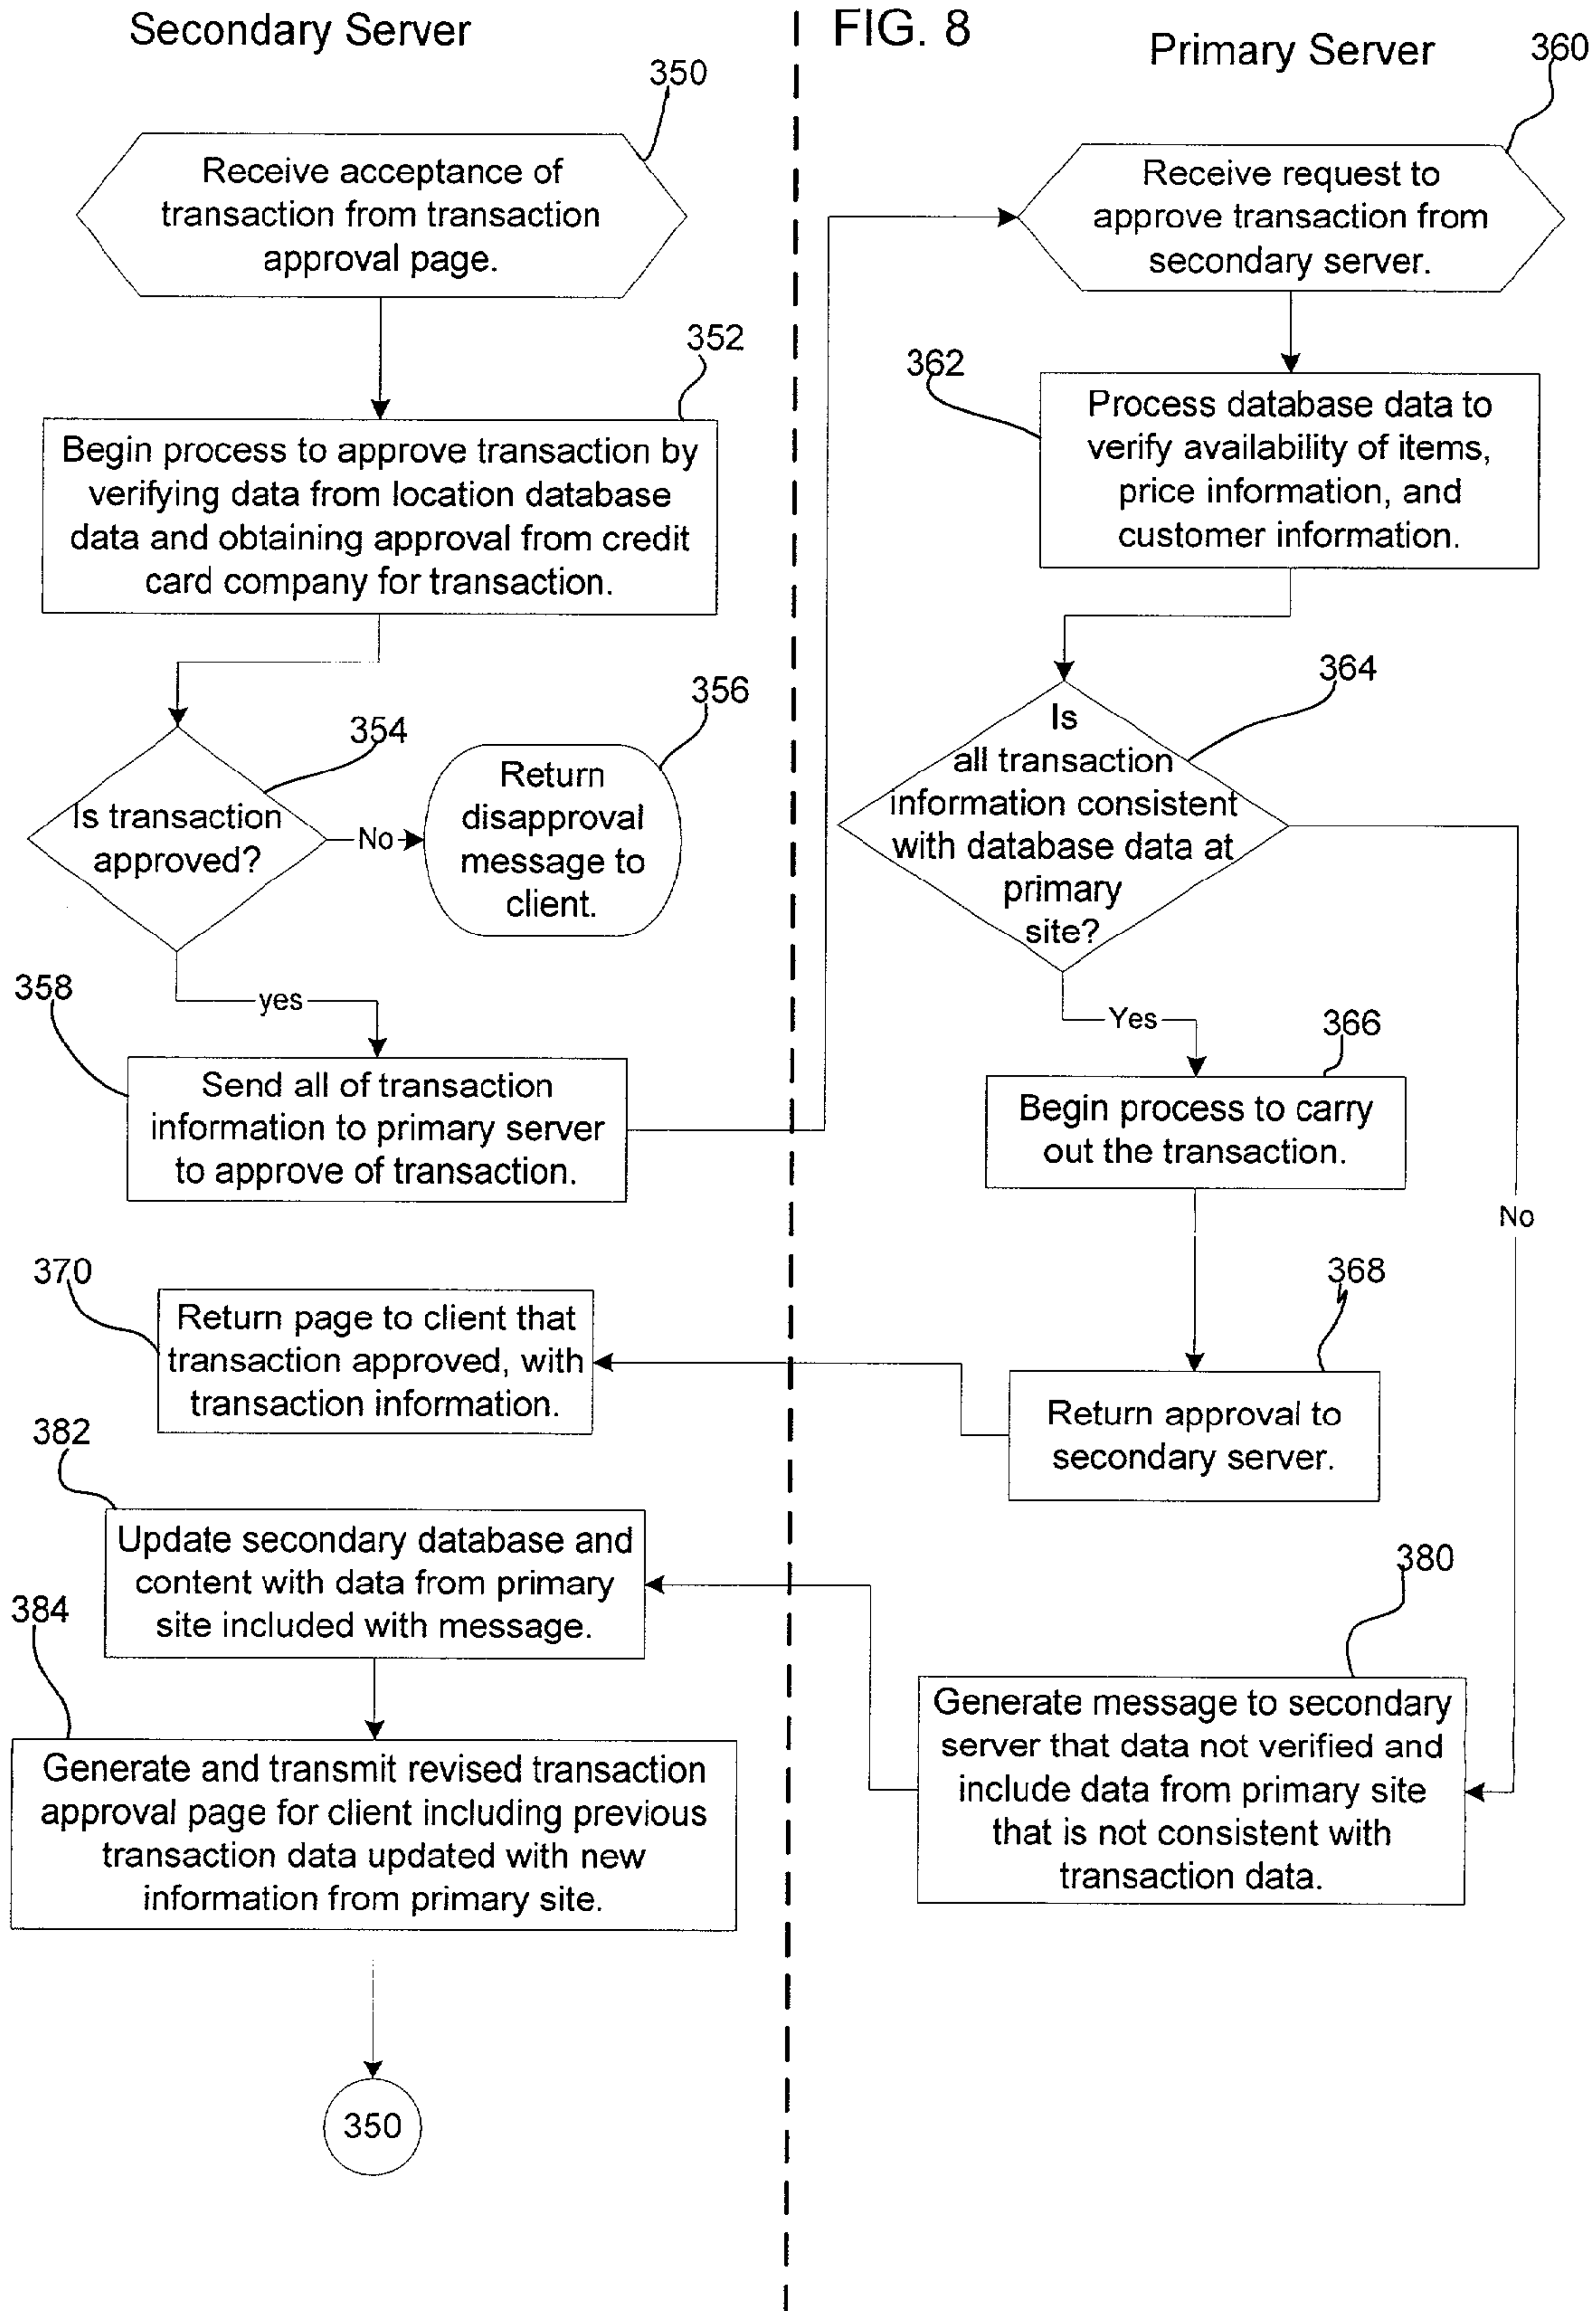 Secondary Server
FIG. 8
Primary Server
350
Receive acceptance of
transaction from transaction
approval page.
352
Begin process to approve transaction by
verifying data from location database
data and obtaining approval from credit
card company for transaction.
354
Is transaction
approved?
No
356
Return
disapproval
message to
client.
yes
358
Send all of transaction
information to primary server
to approve of transaction.
360
Receive request to
approve transaction from
secondary server.
362
Process database data to
verify availability of items,
price information, and
customer information.
364
Is
all transaction
information consistent
with database data at
primary
site?
Yes
No
366
Begin process to carry
out the transaction.
368
Return approval to
secondary server.
370
Return page to client that
transaction approved, with
transaction information.
380
Generate message to secondary
server that data not verified and
include data from primary site
that is not consistent with
transaction data.
382
Update secondary database and
content with data from primary
site included with message.
384
Generate and transmit revised transaction
approval page for client including previous
transaction data updated with new
information from primary site.
350